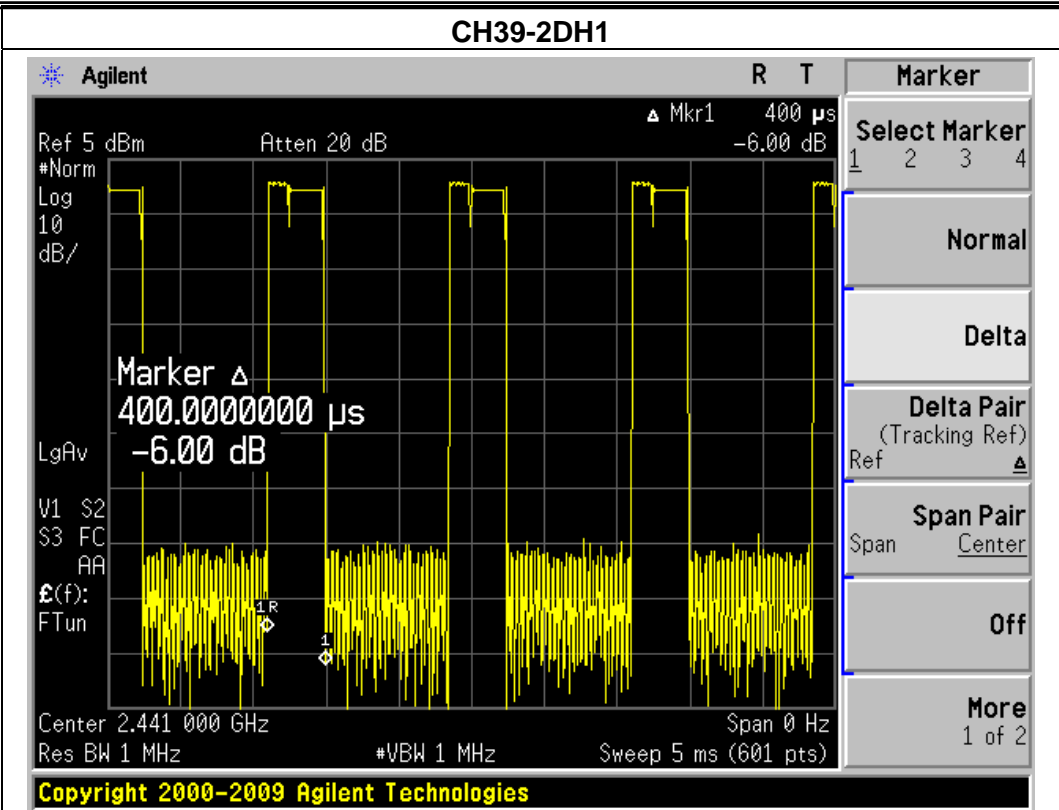 CH39-2DH1
Agilent R T Marker
Δ Mkr1 400 µs
Ref 5 dBm Atten 20 dB -6.00 dB
#Norm
Log
10
dB/
Marker Δ
400.0000000 µs
-6.00 dB
LgAv
V1 S2
S3 FC
AA
£(f):
FTun
1R
1
Center 2.441 000 GHz Span 0 Hz
Res BW 1 MHz #VBW 1 MHz Sweep 5 ms (601 pts)
Select Marker
1 2 3 4
Normal
Delta
Delta Pair
(Tracking Ref)
Ref Δ
Span Pair
Span Center
Off
More
1 of 2
Copyright 2000-2009 Agilent Technologies